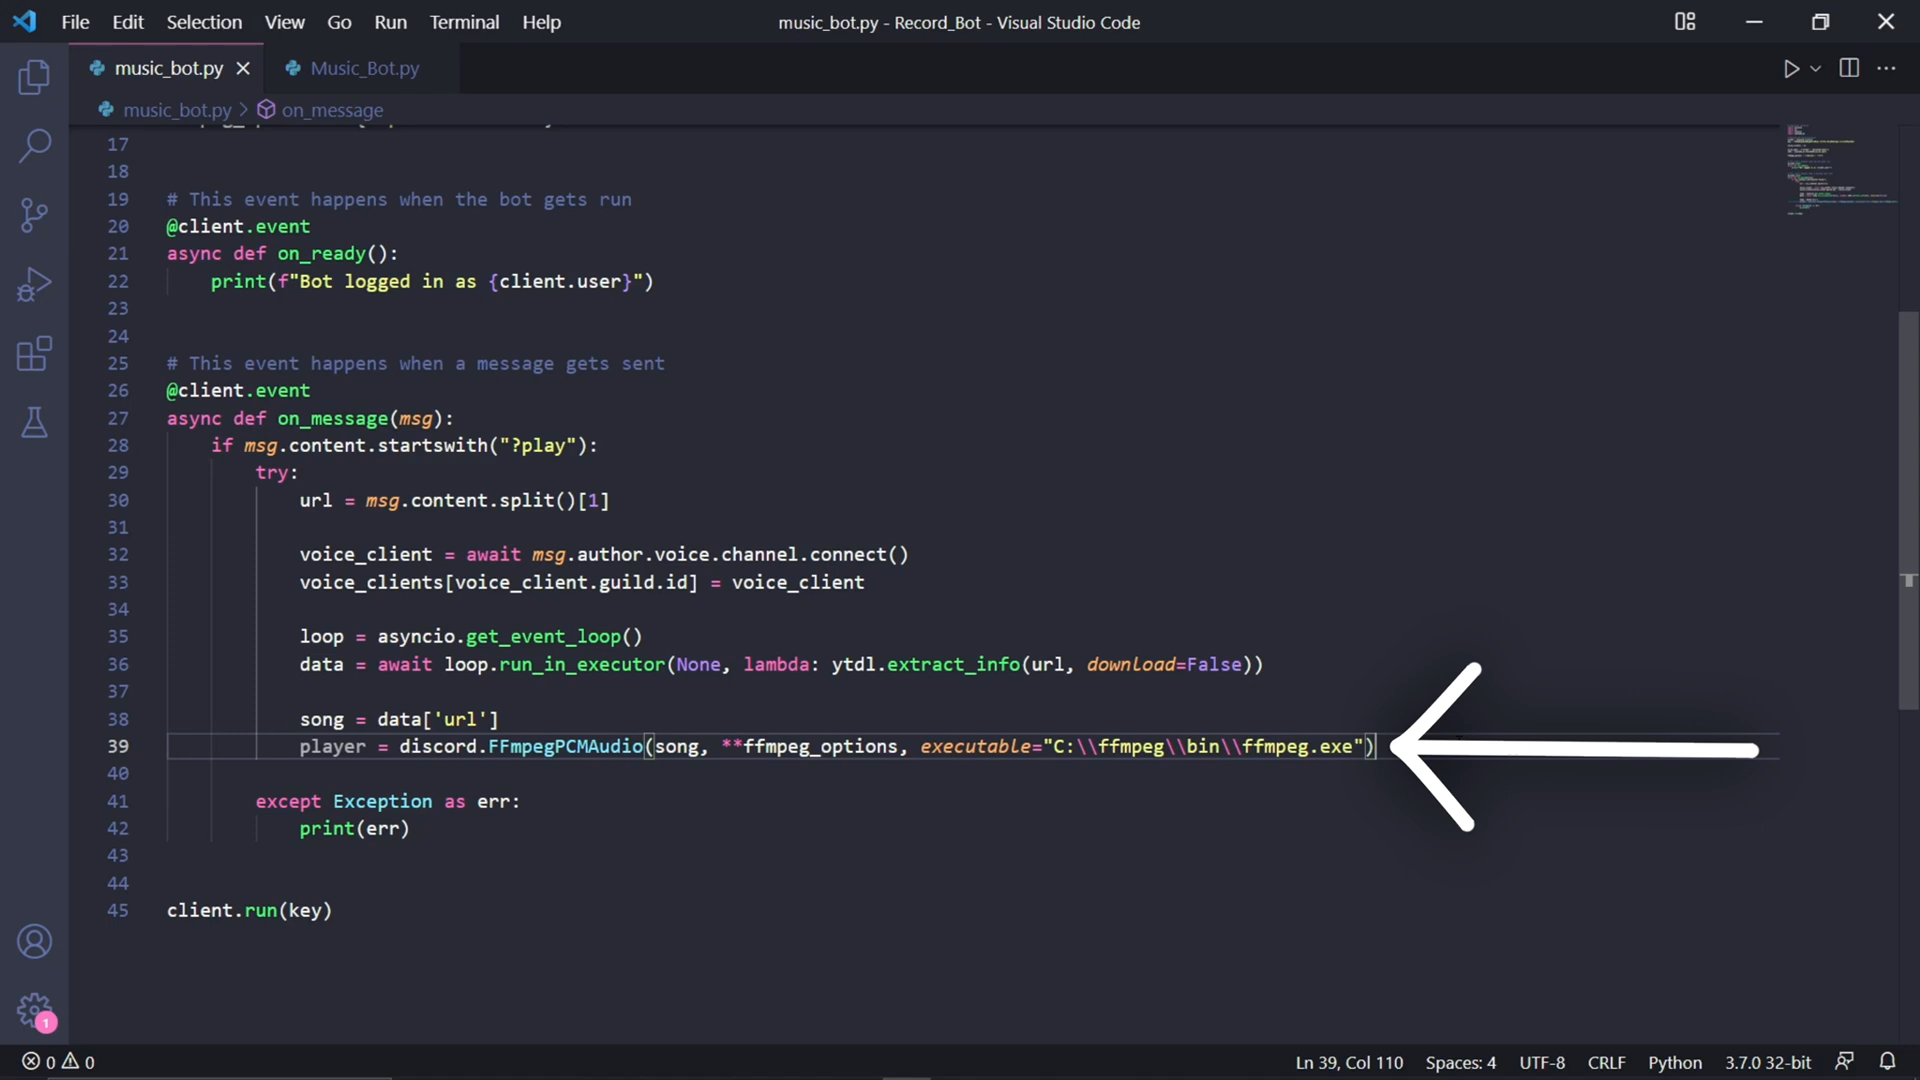 File Edit Selection View Go Run Terminal Help music_bot.py - Record_Bot - Visual Studio Code
music_bot.py Music_Bot.py
music_bot.py > on_message
17
18
19 # This event happens when the bot gets run
20 @client.event
21 async def on_ready():
22 print(f"Bot logged in as {client.user}")
23
24
25 # This event happens when a message gets sent
26 @client.event
27 async def on_message(msg):
28 if msg.content.startswith("?play"):
29 try:
30 url = msg.content.split()[1]
31
32 voice_client = await msg.author.voice.channel.connect()
33 voice_clients[voice_client.guild.id] = voice_client
34
35 loop = asyncio.get_event_loop()
36 data = await loop.run_in_executor(None, lambda: ytdl.extract_info(url, download=False))
37
38 song = data['url']
39 player = discord.FFmpegPCMAudio(song, **ffmpeg_options, executable="C:\\ffmpeg\\bin\\ffmpeg.exe")
40
41 except Exception as err:
42 print(err)
43
44
45 client.run(key)
1
0 0 Ln 39, Col 110 Spaces: 4 UTF-8 CRLF Python 3.7.0 32-bit